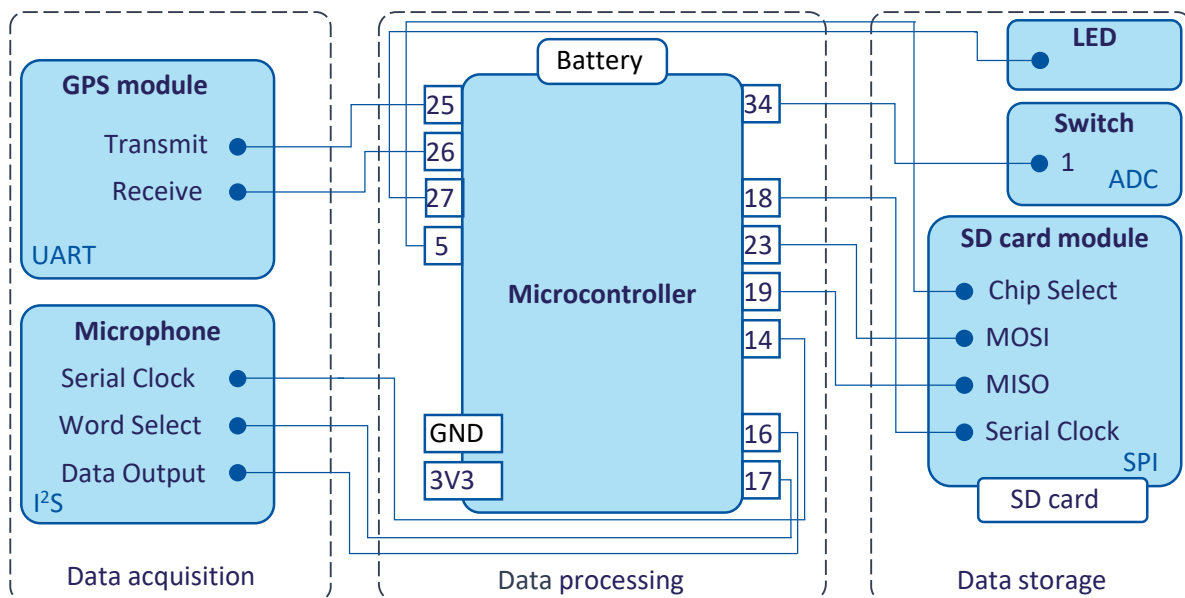 GPS module
Transmit
Receive
UART
Microphone
Serial Clock
Word Select
Data Output
I²S
Data acquisition
Battery
25
26
27
5
Microcontroller
GND
3V3
34
18
23
19
14
16
17
Data processing
LED
Switch
1
ADC
SD card module
Chip Select
MOSI
MISO
Serial Clock
SPI
SD card
Data storage